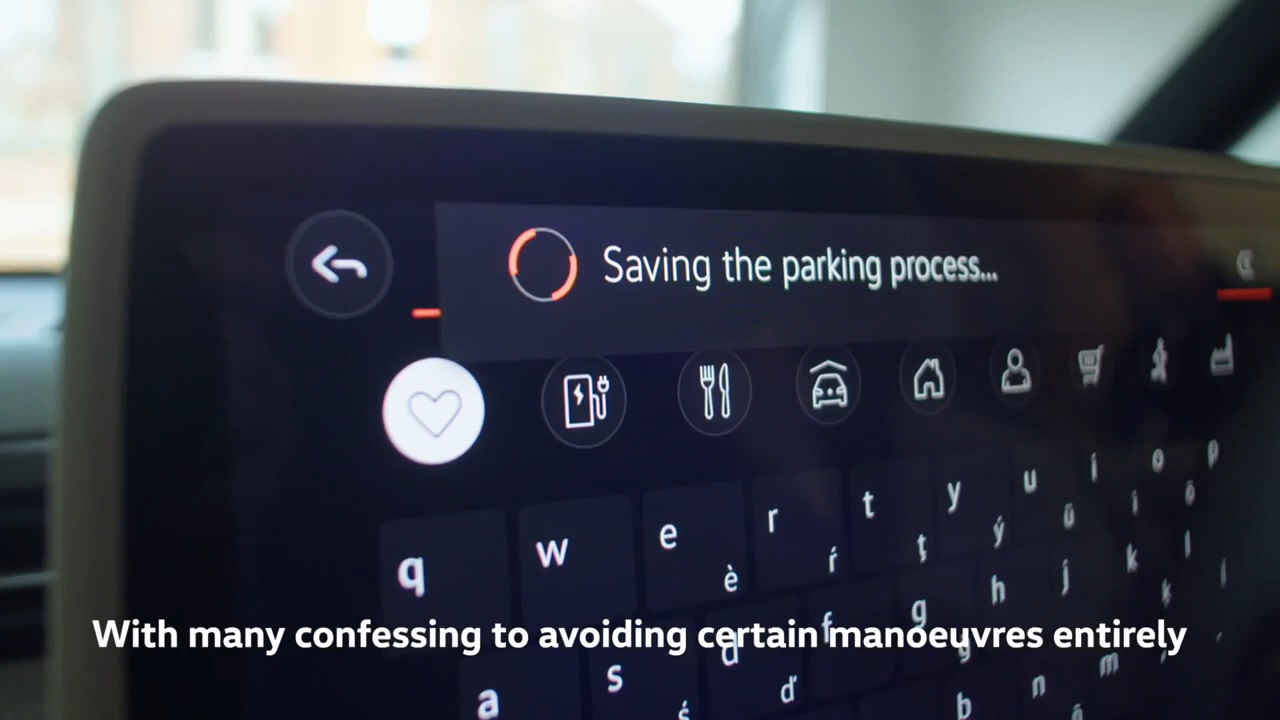 Saving the parking process...
q w e r t y u i o p
è ŕ ţ ý ű í ő
a s d f g h j k l
ś ď
b n m
With many confessing to avoiding certain manoeuvres entirely